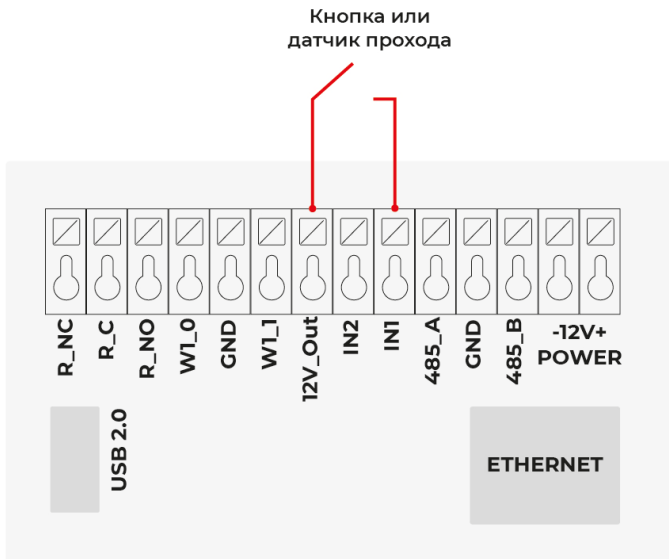 Кнопка или
датчик прохода
R_NC
R_C
R_NO
W1_0
GND
W1_1
12V_Out
IN2
IN1
485_A
GND
485_B
-12V+
POWER
USB 2.0
ETHERNET